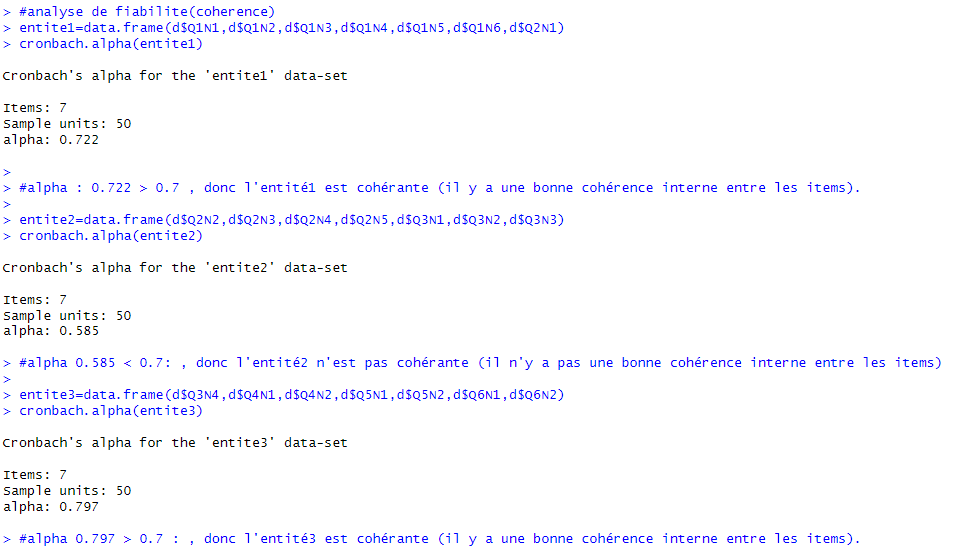 > #analyse de fiabilite(coherence)
> entite1=data.frame(d$Q1N1,d$Q1N2,d$Q1N3,d$Q1N4,d$Q1N5,d$Q1N6,d$Q2N1)
> cronbach.alpha(entite1)
Cronbach's alpha for the 'entite1' data-set
Items: 7
Sample units: 50
alpha: 0.722
>
> #alpha : 0.722 > 0.7 , donc l'entité1 est cohérante (il y a une bonne cohérence interne entre les items).
>
> entite2=data.frame(d$Q2N2,d$Q2N3,d$Q2N4,d$Q2N5,d$Q3N1,d$Q3N2,d$Q3N3)
> cronbach.alpha(entite2)
Cronbach's alpha for the 'entite2' data-set
Items: 7
Sample units: 50
alpha: 0.585
> #alpha 0.585 < 0.7: , donc l'entité2 n'est pas cohérante (il n'y a pas une bonne cohérence interne entre les items)
>
> entite3=data.frame(d$Q3N4,d$Q4N1,d$Q4N2,d$Q5N1,d$Q5N2,d$Q6N1,d$Q6N2)
> cronbach.alpha(entite3)
Cronbach's alpha for the 'entite3' data-set
Items: 7
Sample units: 50
alpha: 0.797
> #alpha 0.797 > 0.7 : , donc l'entité3 est cohérante (il y a une bonne cohérence interne entre les items).